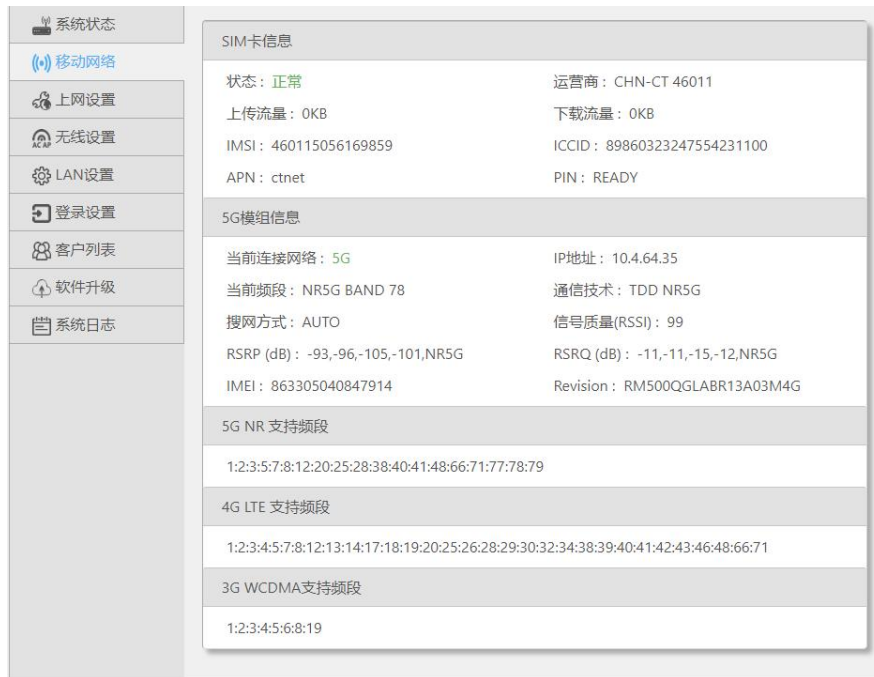 系统状态
移动网络
上网设置
AC AP 无线设置
LAN设置
登录设置
客户列表
软件升级
系统日志
SIM卡信息
状态： 正常 运营商： CHN-CT 46011
上传流量： 0KB 下载流量： 0KB
IMSI： 460115056169859 ICCID： 89860323247554231100
APN： ctnet PIN： READY
5G模组信息
当前连接网络： 5G IP地址： 10.4.64.35
当前频段： NR5G BAND 78 通信技术： TDD NR5G
搜网方式： AUTO 信号质量(RSSI)： 99
RSRP (dB)： -93,-96,-105,-101,NR5G RSRQ (dB)： -11,-11,-15,-12,NR5G
IMEI： 863305040847914 Revision： RM500QGLABR13A03M4G
5G NR 支持频段
1:2:3:5:7:8:12:20:25:28:38:40:41:48:66:71:77:78:79
4G LTE 支持频段
1:2:3:4:5:7:8:12:13:14:17:18:19:20:25:26:28:29:30:32:34:38:39:40:41:42:43:46:48:66:71
3G WCDMA支持频段
1:2:3:4:5:6:8:19